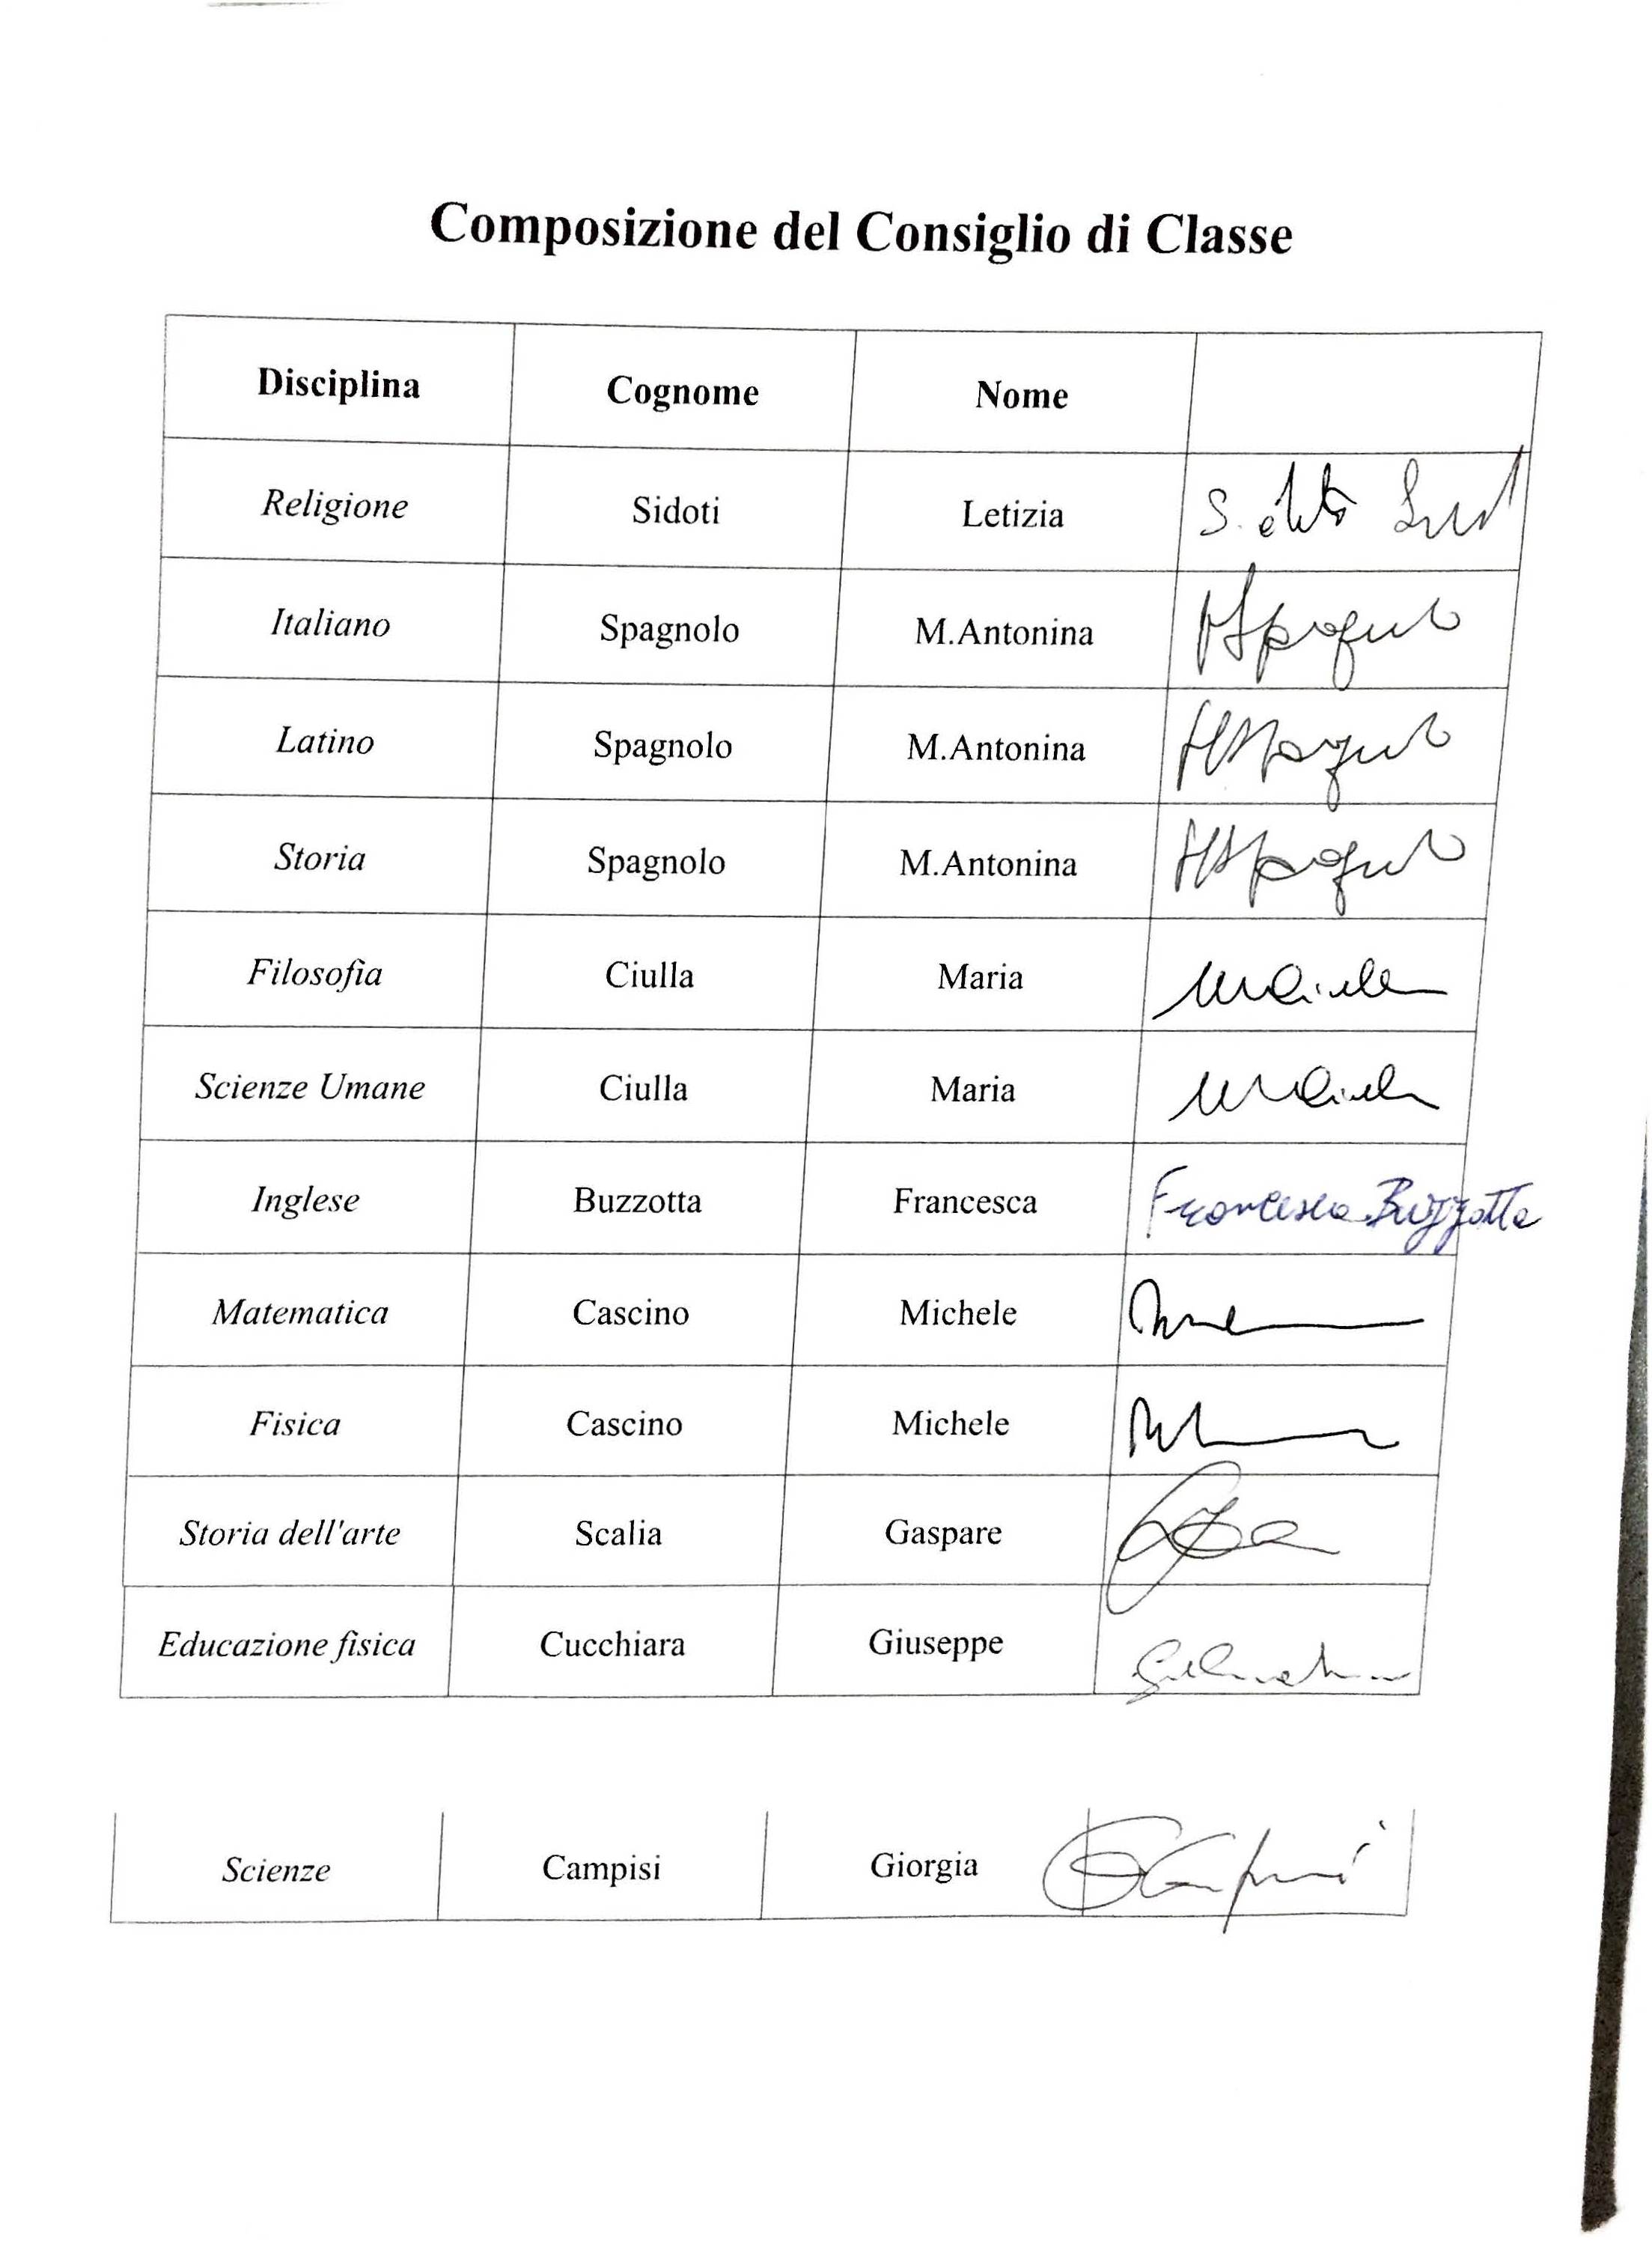 Composizione del Consiglio di Classe
Disciplina Cognome Nome
Religione Sidoti Letizia
Italiano Spagnolo M.Antonina
Latino Spagnolo M.Antonina
Storia Spagnolo M.Antonina
Filosofia Ciulla Maria
Scienze Umane Ciulla Maria
Inglese Buzzotta Francesca Francesca Buzzotta
Matematica Cascino Michele
Fisica Cascino Michele
Storia dell'arte Scalia Gaspare
Educazione fisica Cucchiara Giuseppe
Scienze Campisi Giorgia